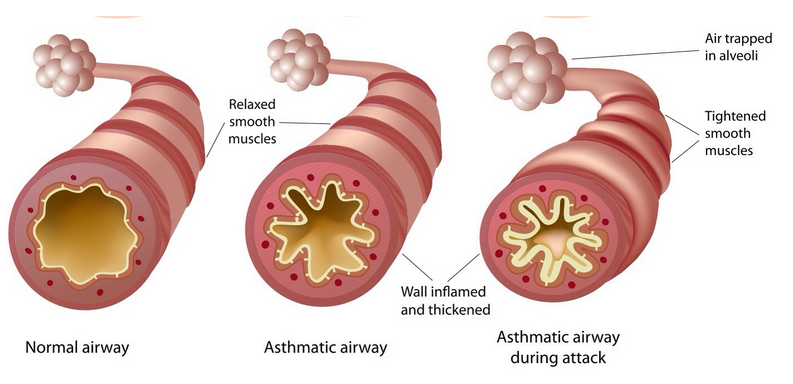 Air trapped
in alveoli
Relaxed
smooth
muscles
Tightened
smooth
muscles
Wall inflamed
and thickened
Normal airway
Asthmatic airway
Asthmatic airway
during attack